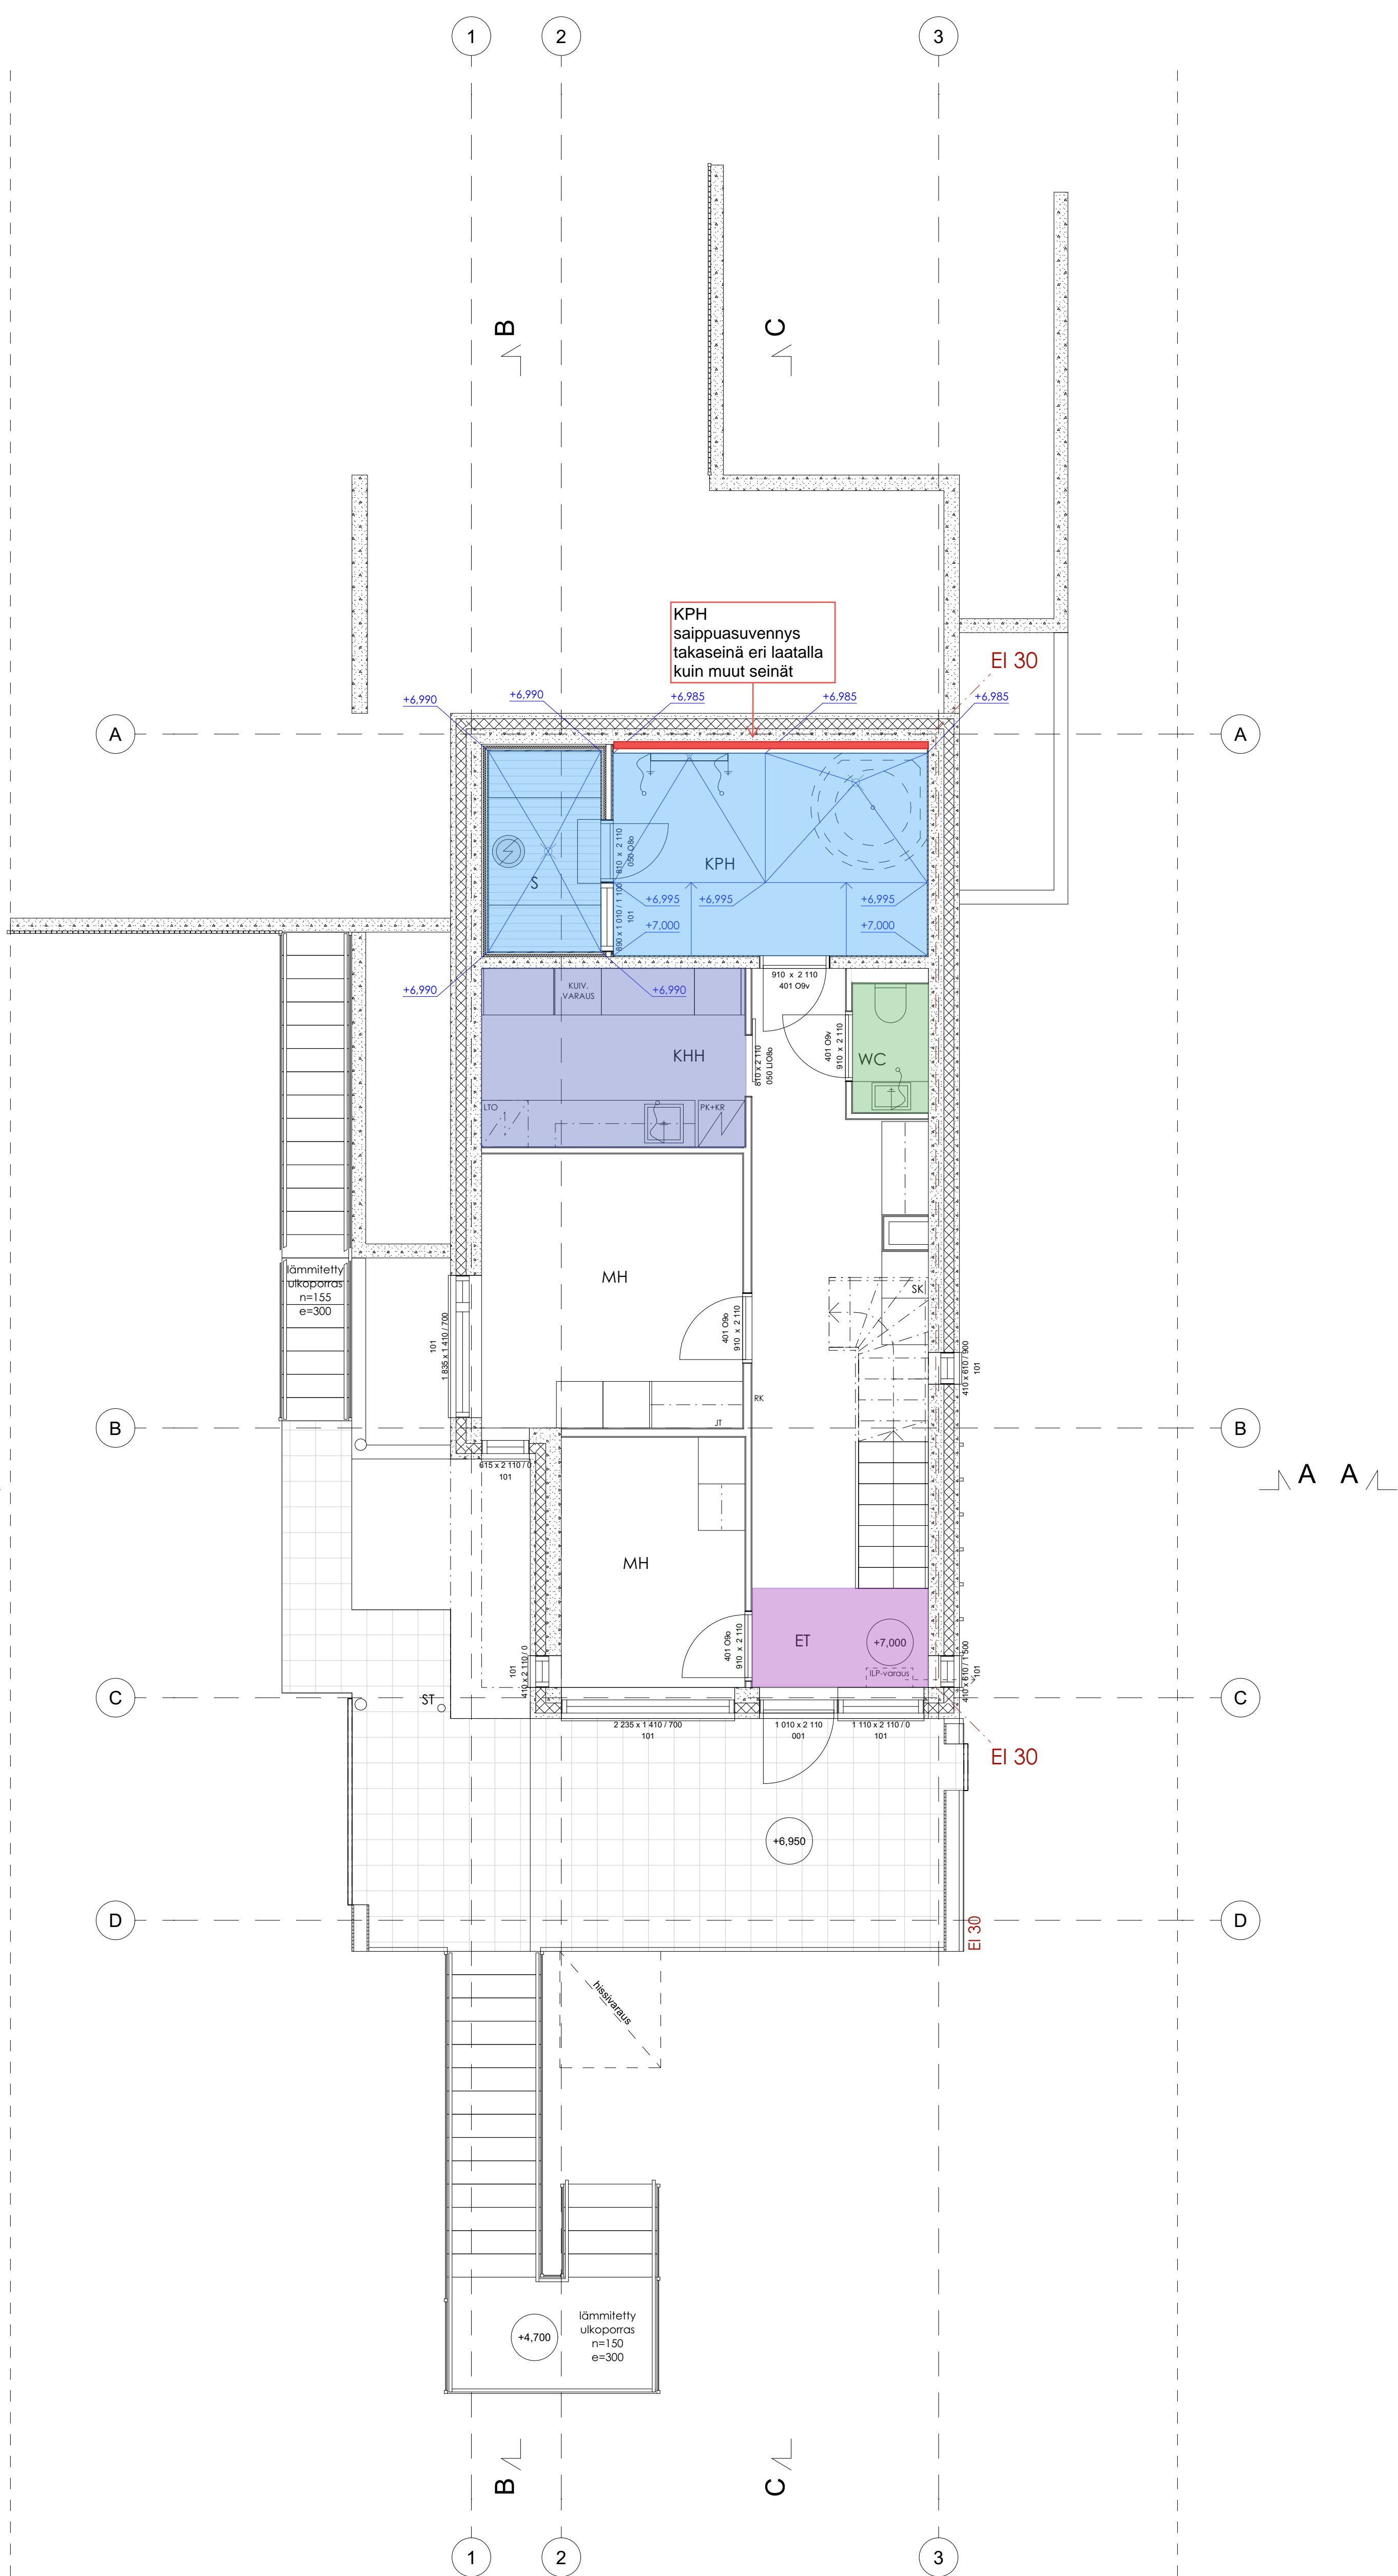 1
2
3
B
C
KPH
saippuasuvennys
takaseinä eri laatalla
kuin muut seinät
EI 30
+6,990
+6,990
+6,985
+6,985
+6,985
A
A
810 x 2 110
050 O8o
KPH
S
890 x 1 010 / 1 100
101
+6,995
+6,995
+6,995
+7,000
+7,000
+6,990
+6,990
KUIV.
VARAUS
910 x 2 110
401 O9v
KHH
810 x 2 110
050 LIO8o
401 O9v
910 x 2 110
WC
LTO
PK+KR
lämmitetty
ulkoporras
n=155
e=300
MH
SK
101
1 835 x 1 410 / 700
401 O9o
910 x 2 110
410 x 610 / 900
101
RK
JT
B
B
615 x 2 110 / 0
101
A
A
MH
401 O9o
910 x 2 110
ET
+7,000
ILP-varaus
101
410 x 2 110 / 0
410 x 610 / 1 500
101
C
C
ST
2 235 x 1 410 / 700
101
1 010 x 2 110
001
1 110 x 2 110 / 0
101
EI 30
+6,950
D
D
EI 30
hissivaraus
+4,700
lämmitetty
ulkoporras
n=150
e=300
B
C
1
2
3